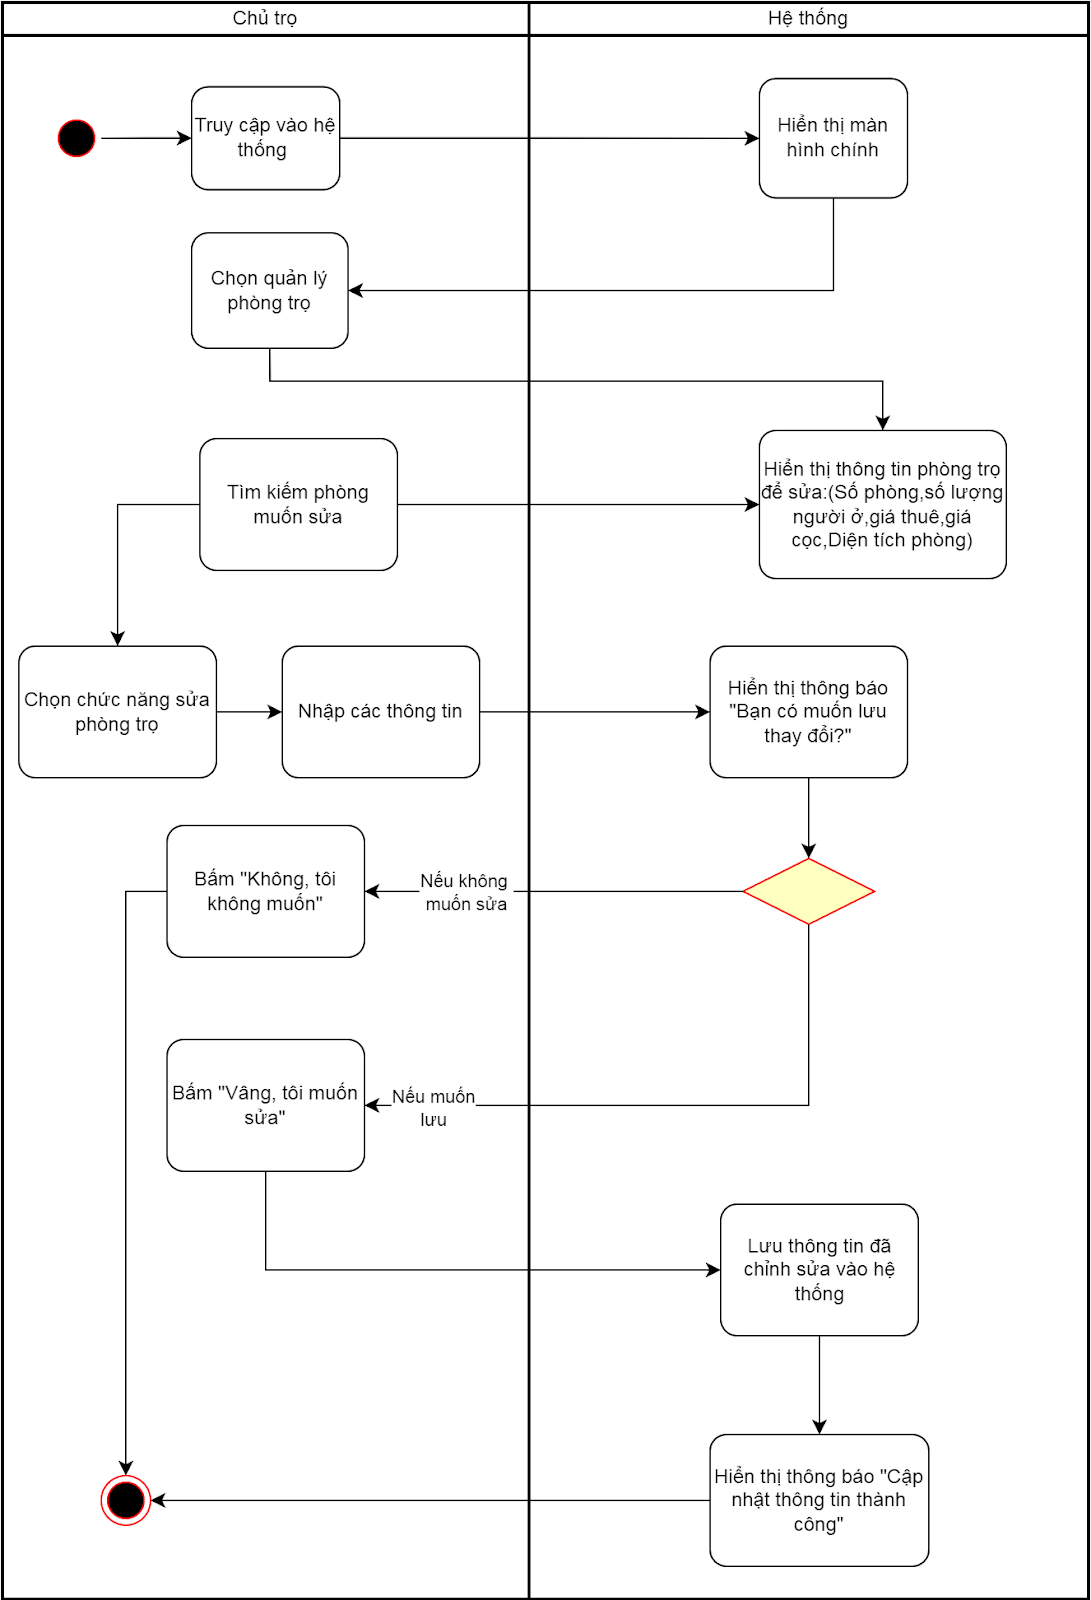 Chủ trọ
Hệ thống
Truy cập vào hệ
thống
Hiển thị màn
hình chính
Chọn quản lý
phòng trọ
Tìm kiếm phòng
muốn sửa
Hiển thị thông tin phòng trọ
để sửa:(Số phòng,số lượng
người ở,giá thuê,giá
cọc,Diện tích phòng)
Chọn chức năng sửa
phòng trọ
Nhập các thông tin
Hiển thị thông báo
"Bạn có muốn lưu
thay đổi?"
Bấm "Không, tôi
không muốn"
Nếu không
muốn sửa
Bấm "Vâng, tôi muốn
sửa"
Nếu muốn
lưu
Lưu thông tin đã
chỉnh sửa vào hệ
thống
Hiển thị thông báo "Cập
nhật thông tin thành
công"